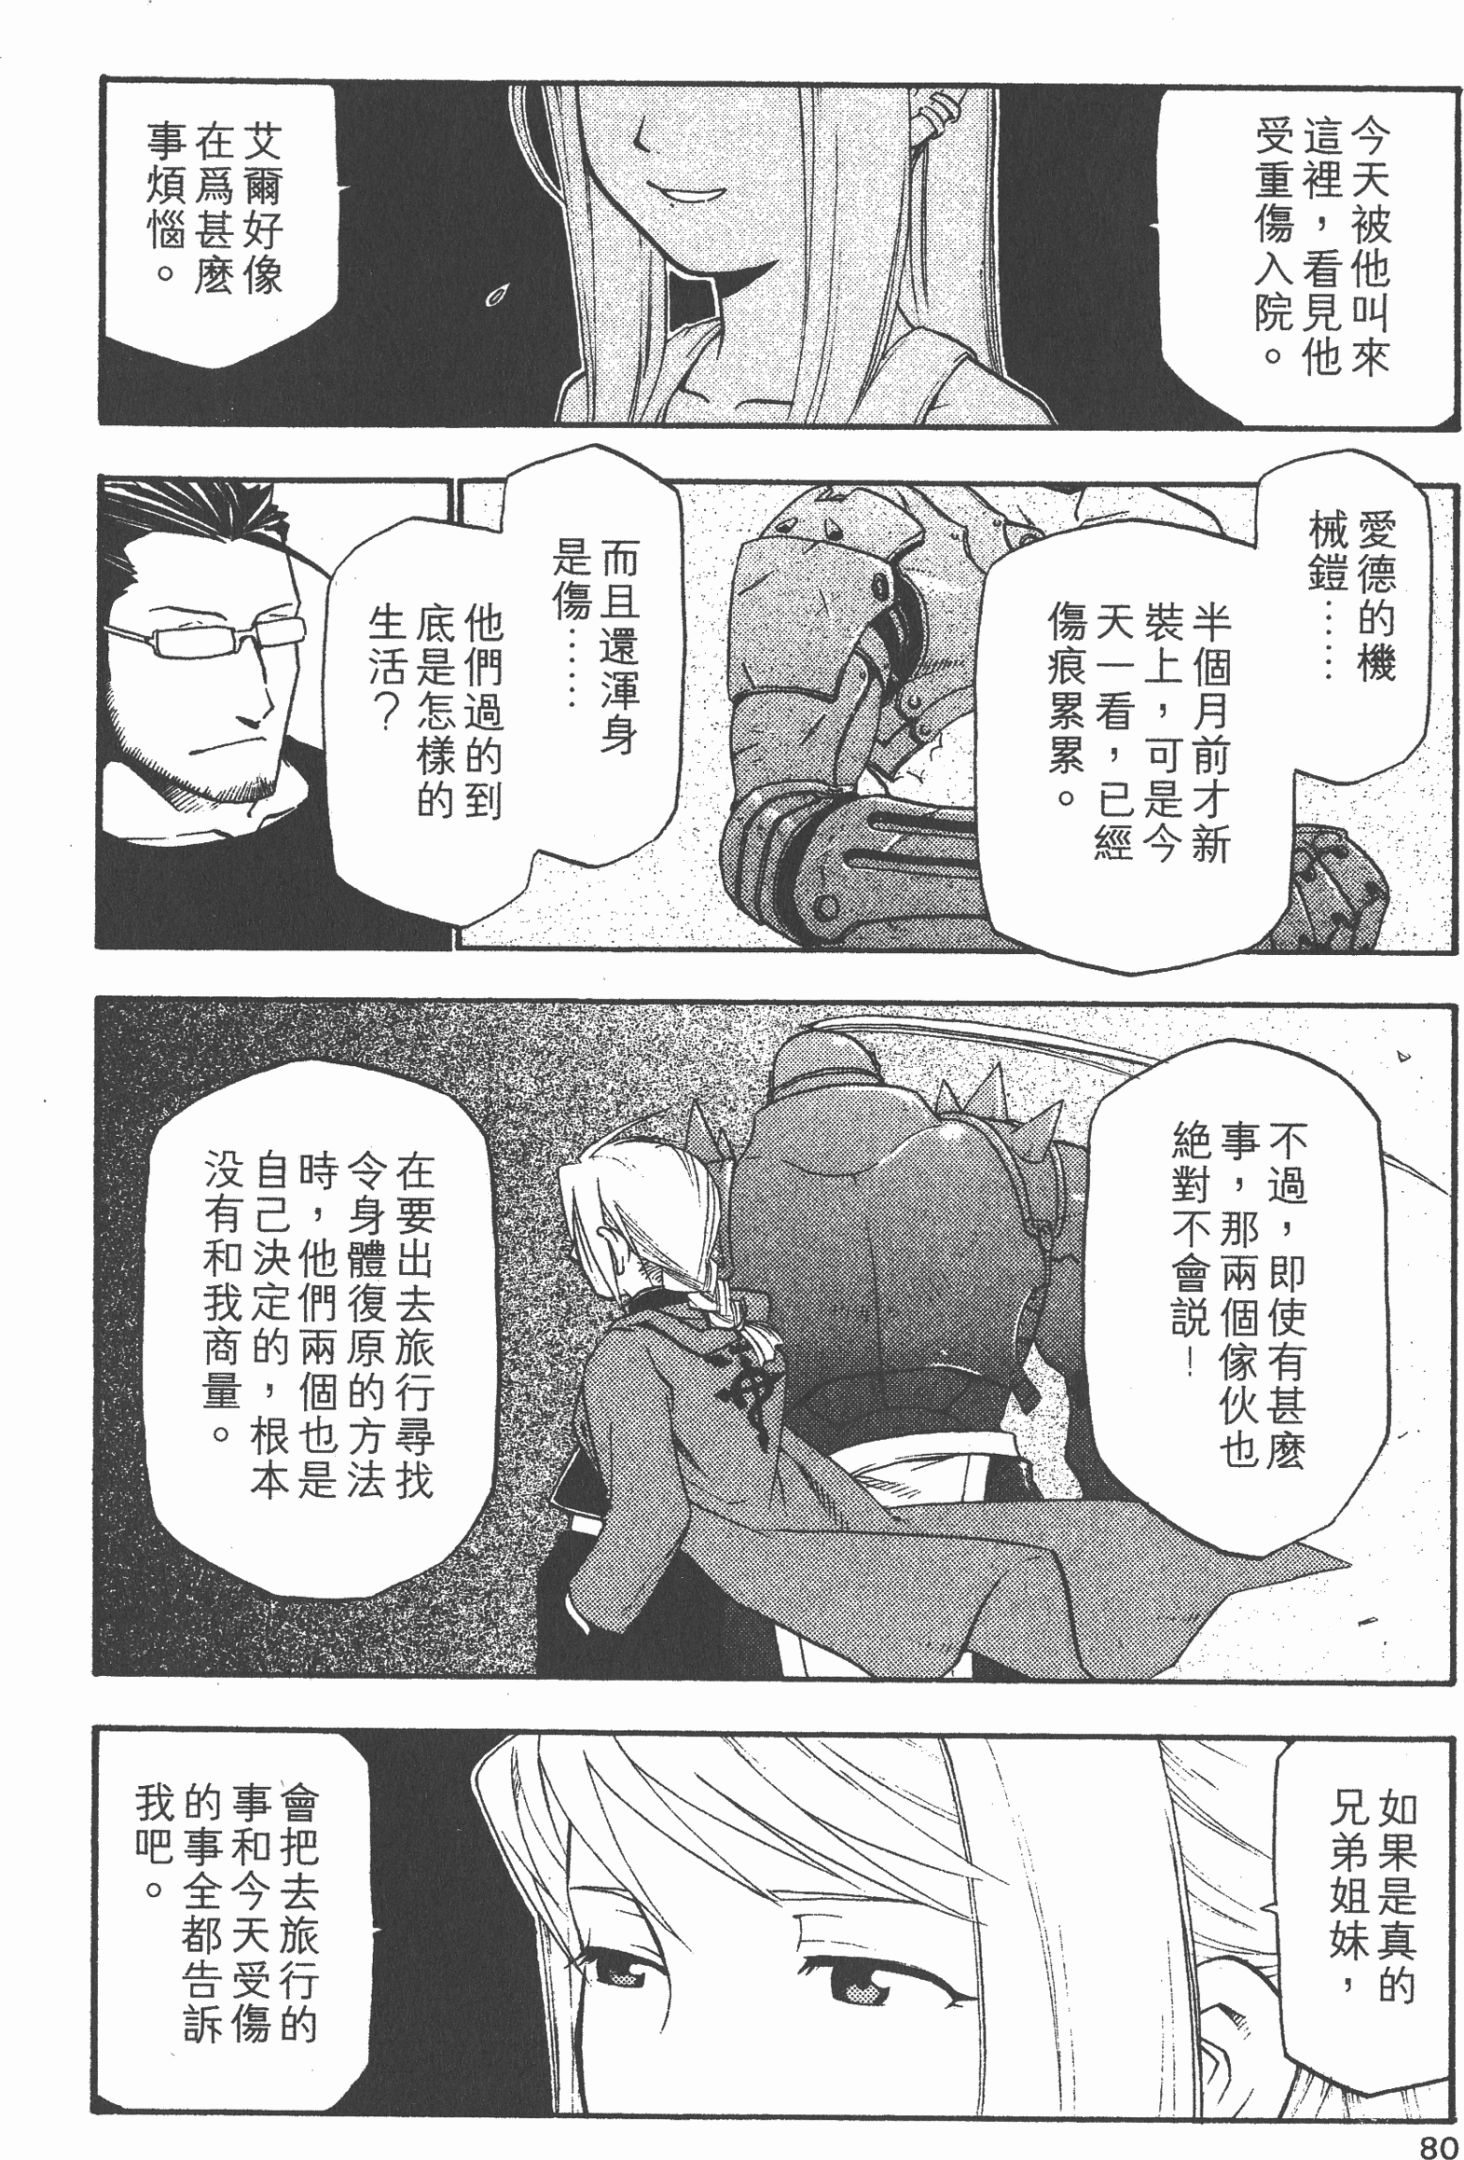 今天被他叫來
這裡，看見他
受重傷入院。
艾爾好像
在爲甚麽
事煩惱。
愛德的機
械鎧……
半個月前才新
裝上，可是今
天一看，已經
傷痕累累。
而且還渾身
是傷……
他們過的到
底是怎樣的
生活？
不過，即使有甚麽
事，那兩個傢伙也
絕對不會説！
在要出去旅行尋找
令身體復原的方法
時，他們兩個也是
自己決定的，根本
没有和我商量。
如果是真的
兄弟姐妹，
會把去旅行的
事和今天受傷
的事全都告訴
我吧。
80